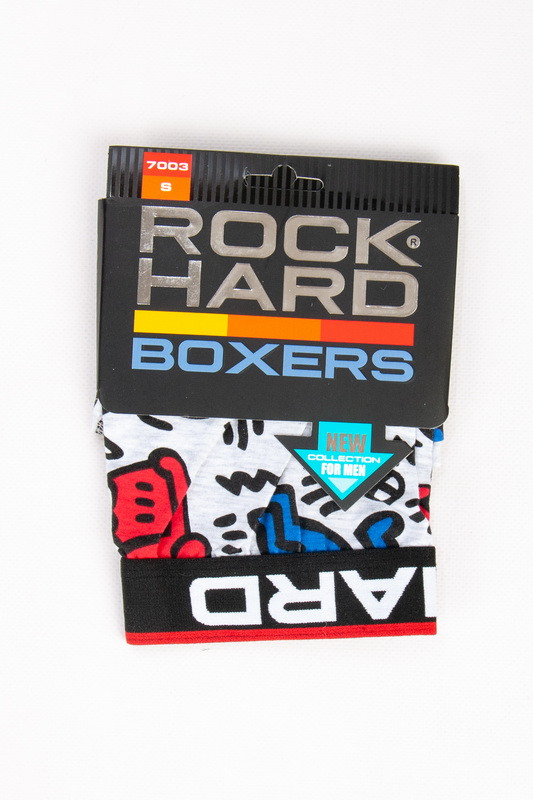 7003
S
ROCK
®
HARD
BOXERS
NEW
COLLECTION
FOR MEN
HARD